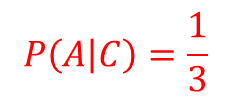 P(A|C) = 1/3